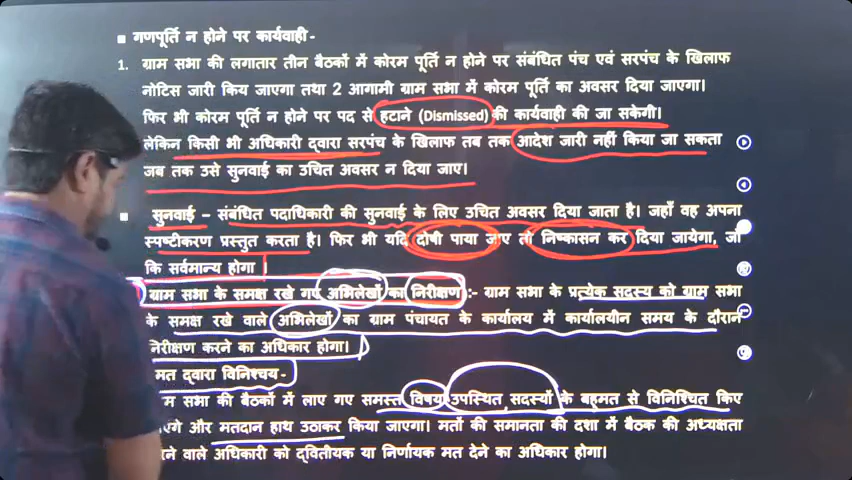 ■ गणपूर्ति न होने पर कार्यवाही -
1. ग्राम सभा की लगातार तीन बैठकों में कोरम पूर्ति न होने पर संबंधित पंच एवं सरपंच के खिलाफ
नोटिस जारी किय जाएगा तथा 2 आगामी ग्राम सभा में कोरम पूर्ति का अवसर दिया जाएगा।
फिर भी कोरम पूर्ति न होने पर पद से हटाने (Dismissed) की कार्यवाही की जा सकेगी।
लेकिन किसी भी अधिकारी द्वारा सरपंच के खिलाफ तब तक आदेश जारी नहीं किया जा सकता
जब तक उसे सुनवाई का उचित अवसर न दिया जाए।
■ सुनवाई – संबंधित पदाधिकारी की सुनवाई के लिए उचित अवसर दिया जाता है। जहाँ वह अपना
स्पष्टीकरण प्रस्तुत करता है। फिर भी यदि दोषी पाया जाए तो निष्कासन कर दिया जायेगा, जो
कि सर्वमान्य होगा
ग्राम सभा के समक्ष रखे गए अभिलेखों का निरीक्षण :- ग्राम सभा के प्रत्येक सदस्य को ग्राम सभा
के समक्ष रखे वाले अभिलेखों का ग्राम पंचायत के कार्यालय में कार्यालयीन समय के दौरान
निरीक्षण करने का अधिकार होगा।
मत द्वारा विनिश्चय -
सभा की बैठकों में लाए गए समस्त विषय उपस्थित सदस्यों के बहुमत से विनिश्चित किए
और मतदान हाथ उठाकर किया जाएगा। मतों की समानता की दशा में बैठक की अध्यक्षता
वाले अधिकारी को द्वितीयक या निर्णायक मत देने का अधिकार होगा।